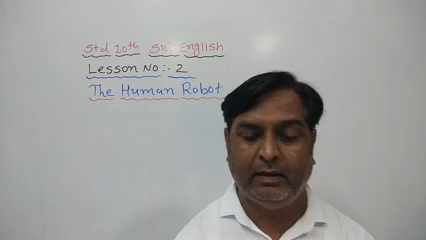 Std 10th Sub English
Lesson No:- 2
The Human Robot